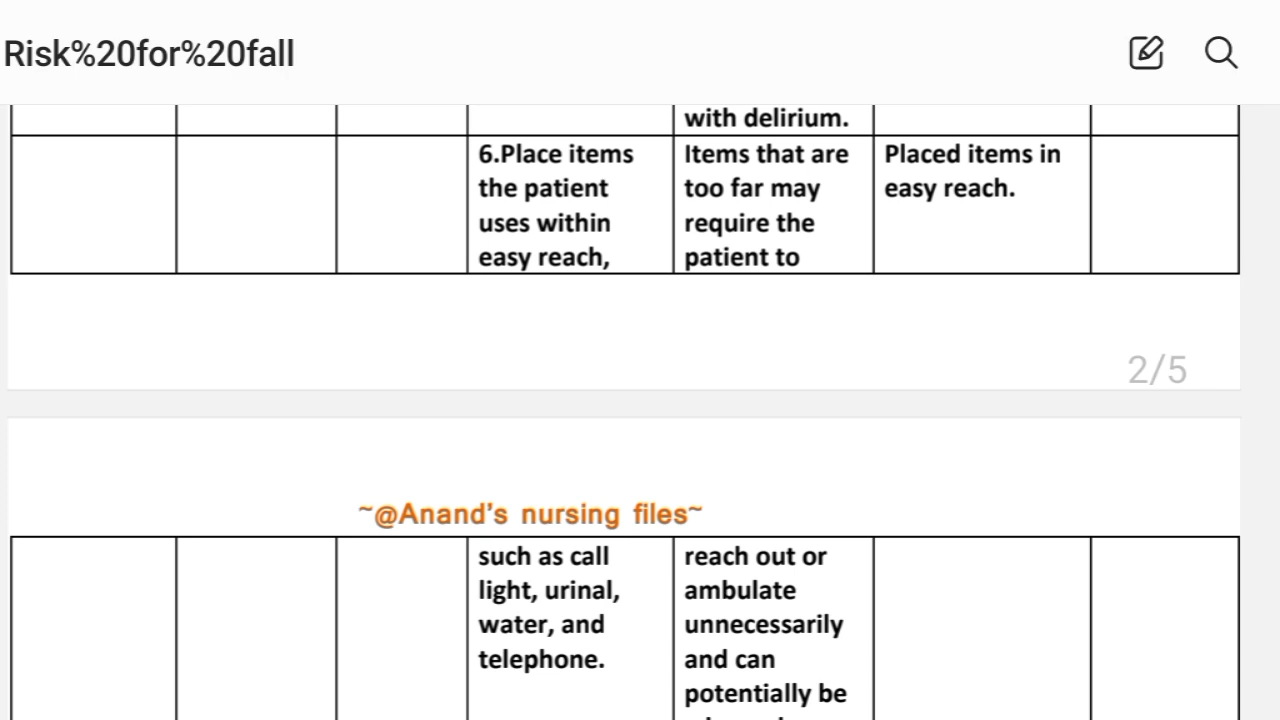 Risk%20for%20fall
with delirium.
6.Place items
the patient
uses within
easy reach,
Items that are
too far may
require the
patient to
Placed items in
easy reach.
2/5
~@Anand's nursing files~
such as call
light, urinal,
water, and
telephone.
reach out or
ambulate
unnecessarily
and can
potentially be